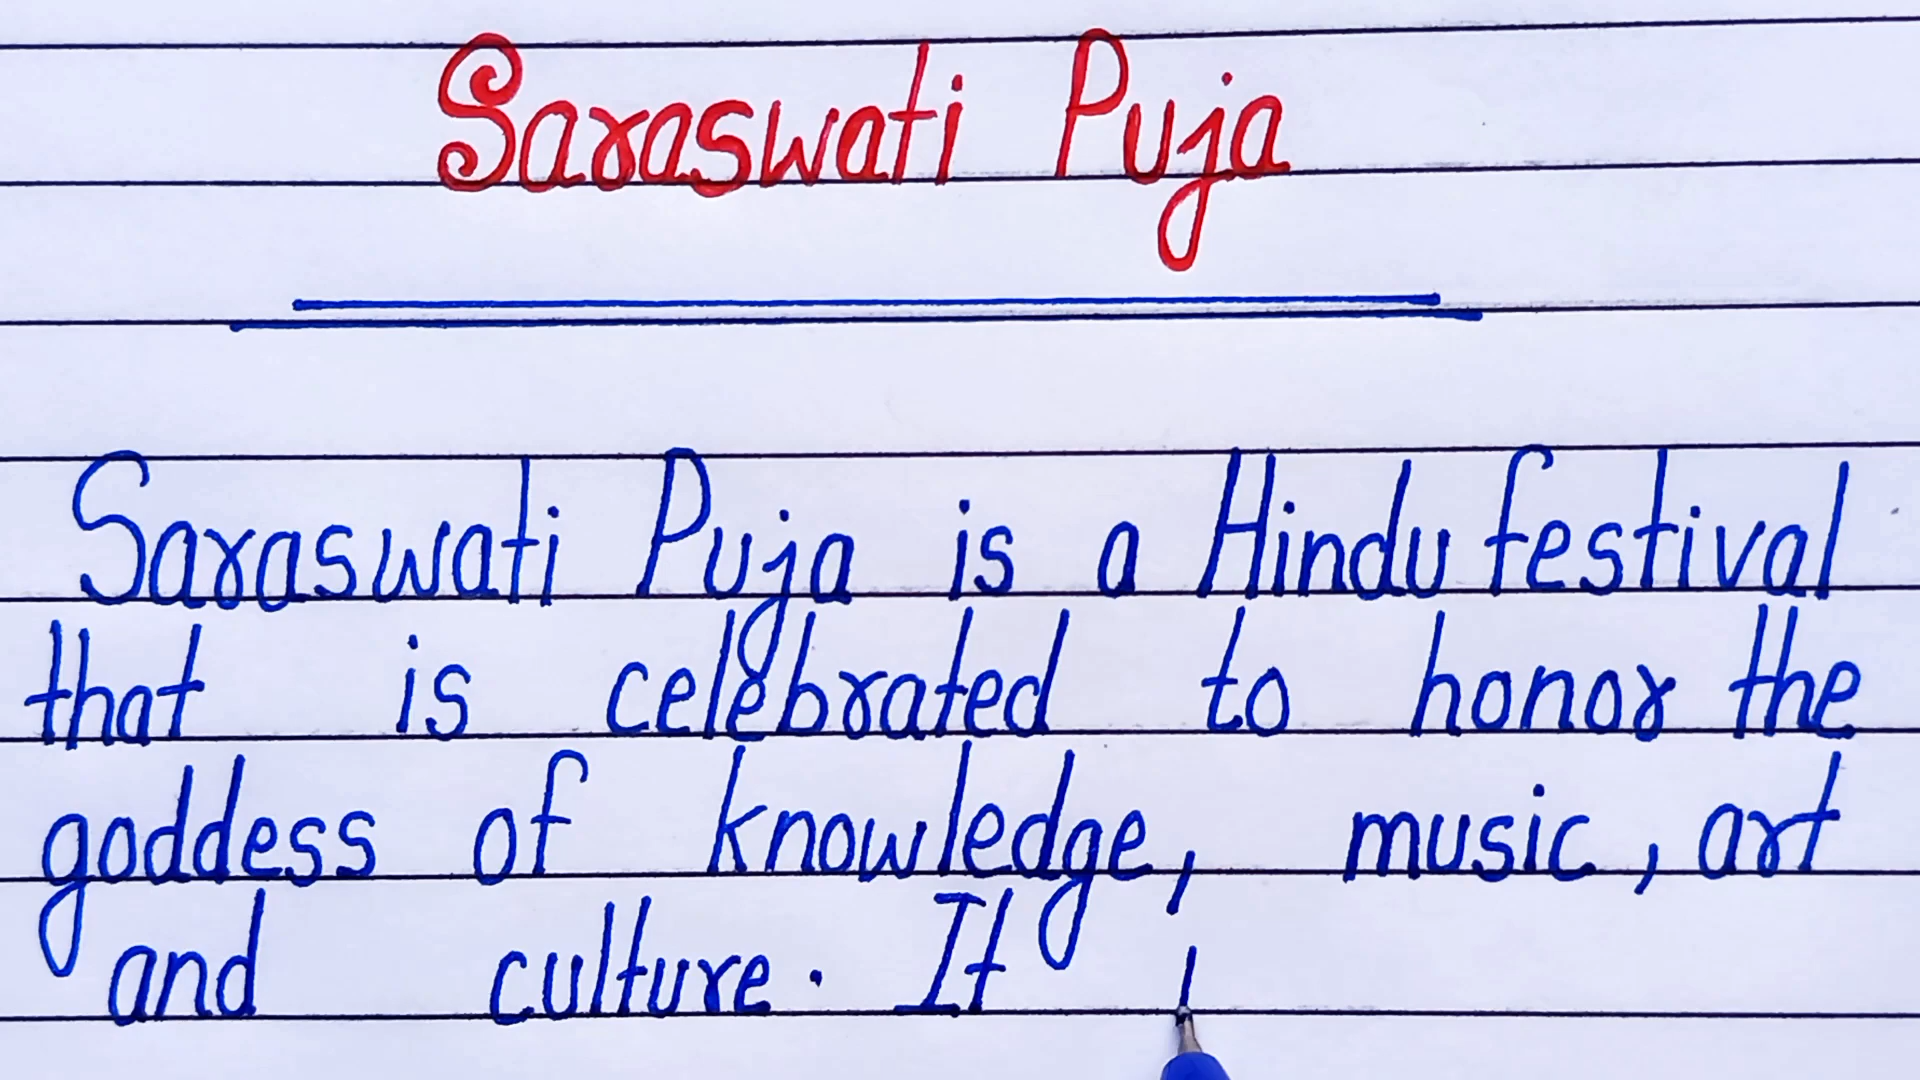 Saraswati Puja
Saraswati Puja is a Hindu festival
that is celebrated to honor the
goddess of knowledge, music, art
and culture. It